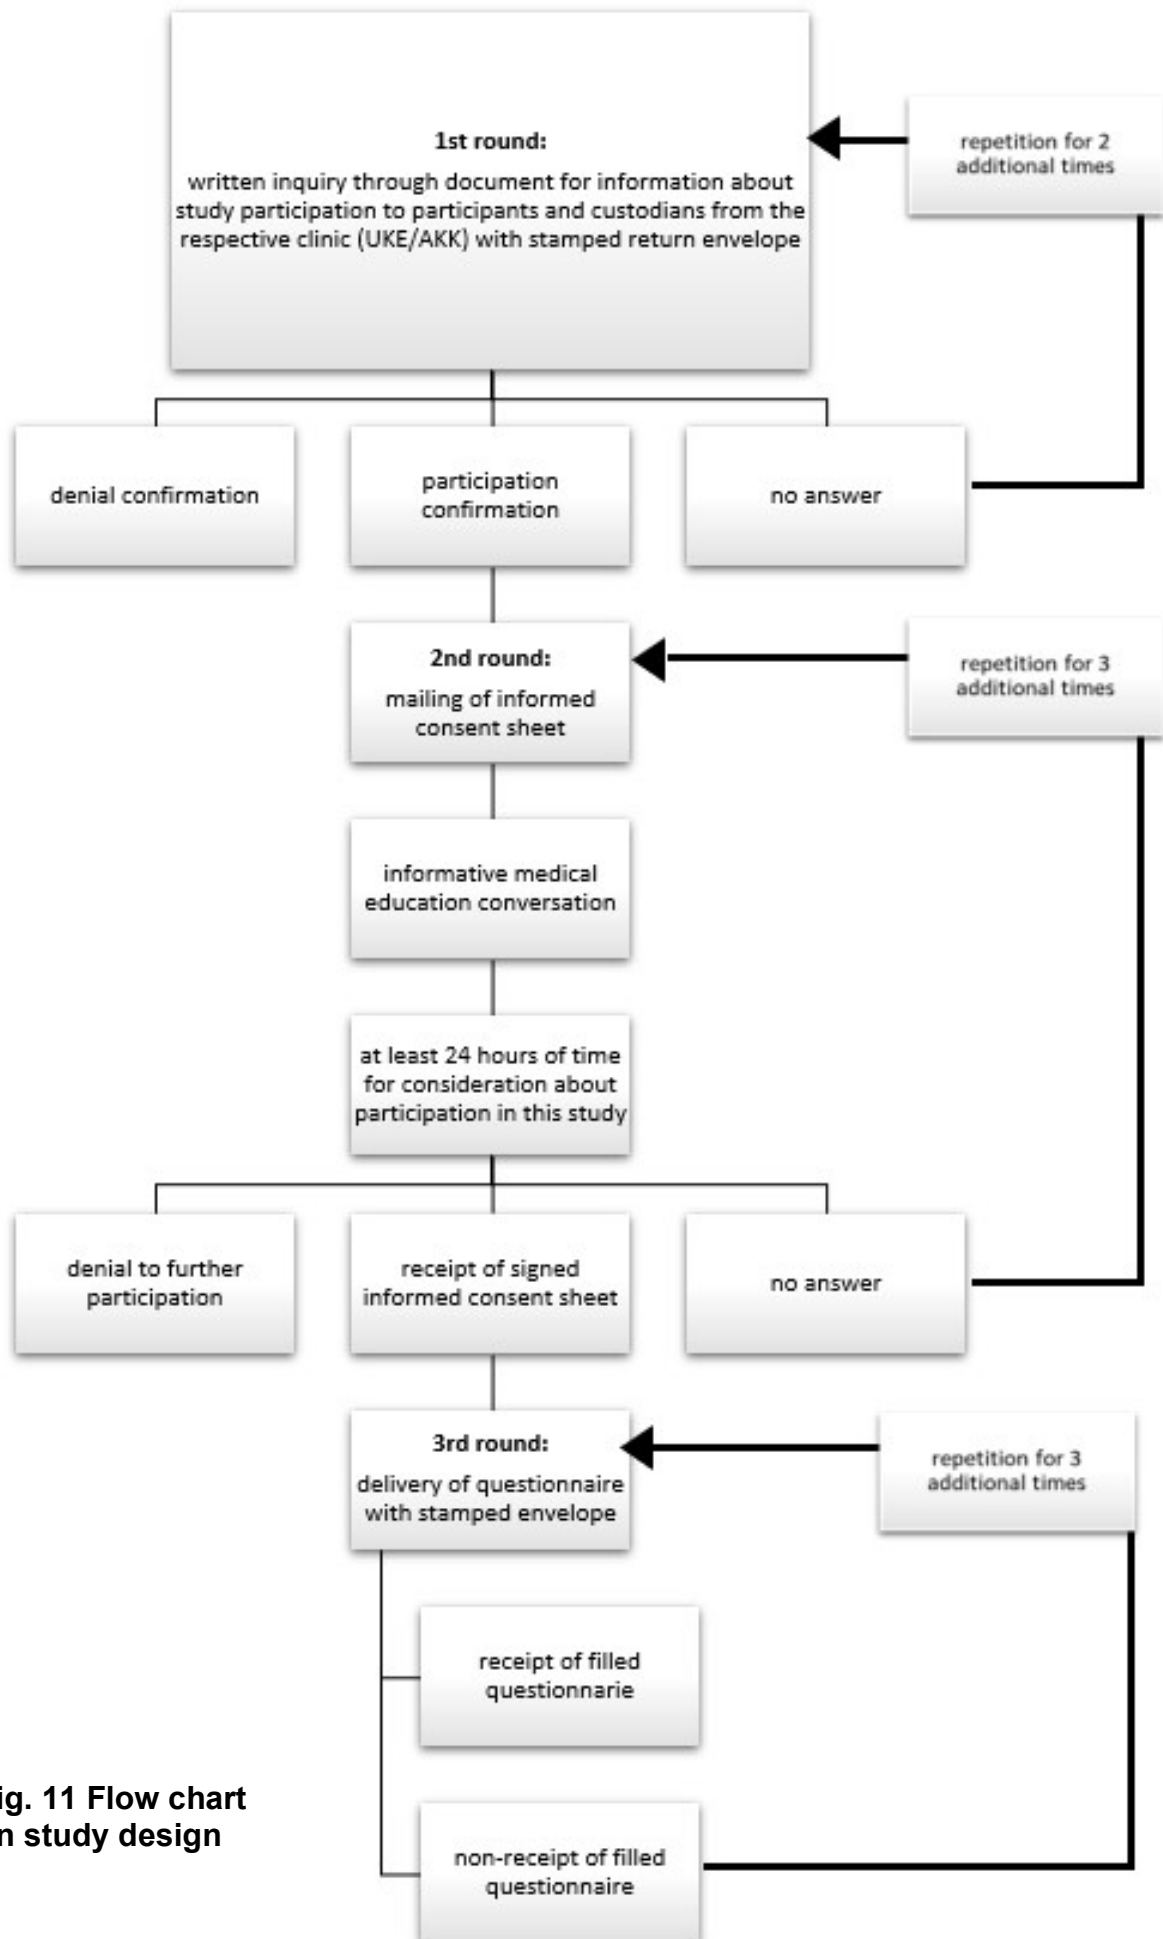 1st round:
written inquiry through document for information about
study participation to participants and custodians from the
respective clinic (UKE/AKK) with stamped return envelope
repetition for 2
additional times
denial confirmation
participation
confirmation
no answer
2nd round:
mailing of informed
consent sheet
repetition for 3
additional times
informative medical
education conversation
at least 24 hours of time
for consideration about
participation in this study
denial to further
participation
receipt of signed
informed consent sheet
no answer
3rd round:
delivery of questionnaire
with stamped envelope
repetition for 3
additional times
receipt of filled
questionnarie
ig. 11 Flow chart
n study design
non-receipt of filled
questionnaire